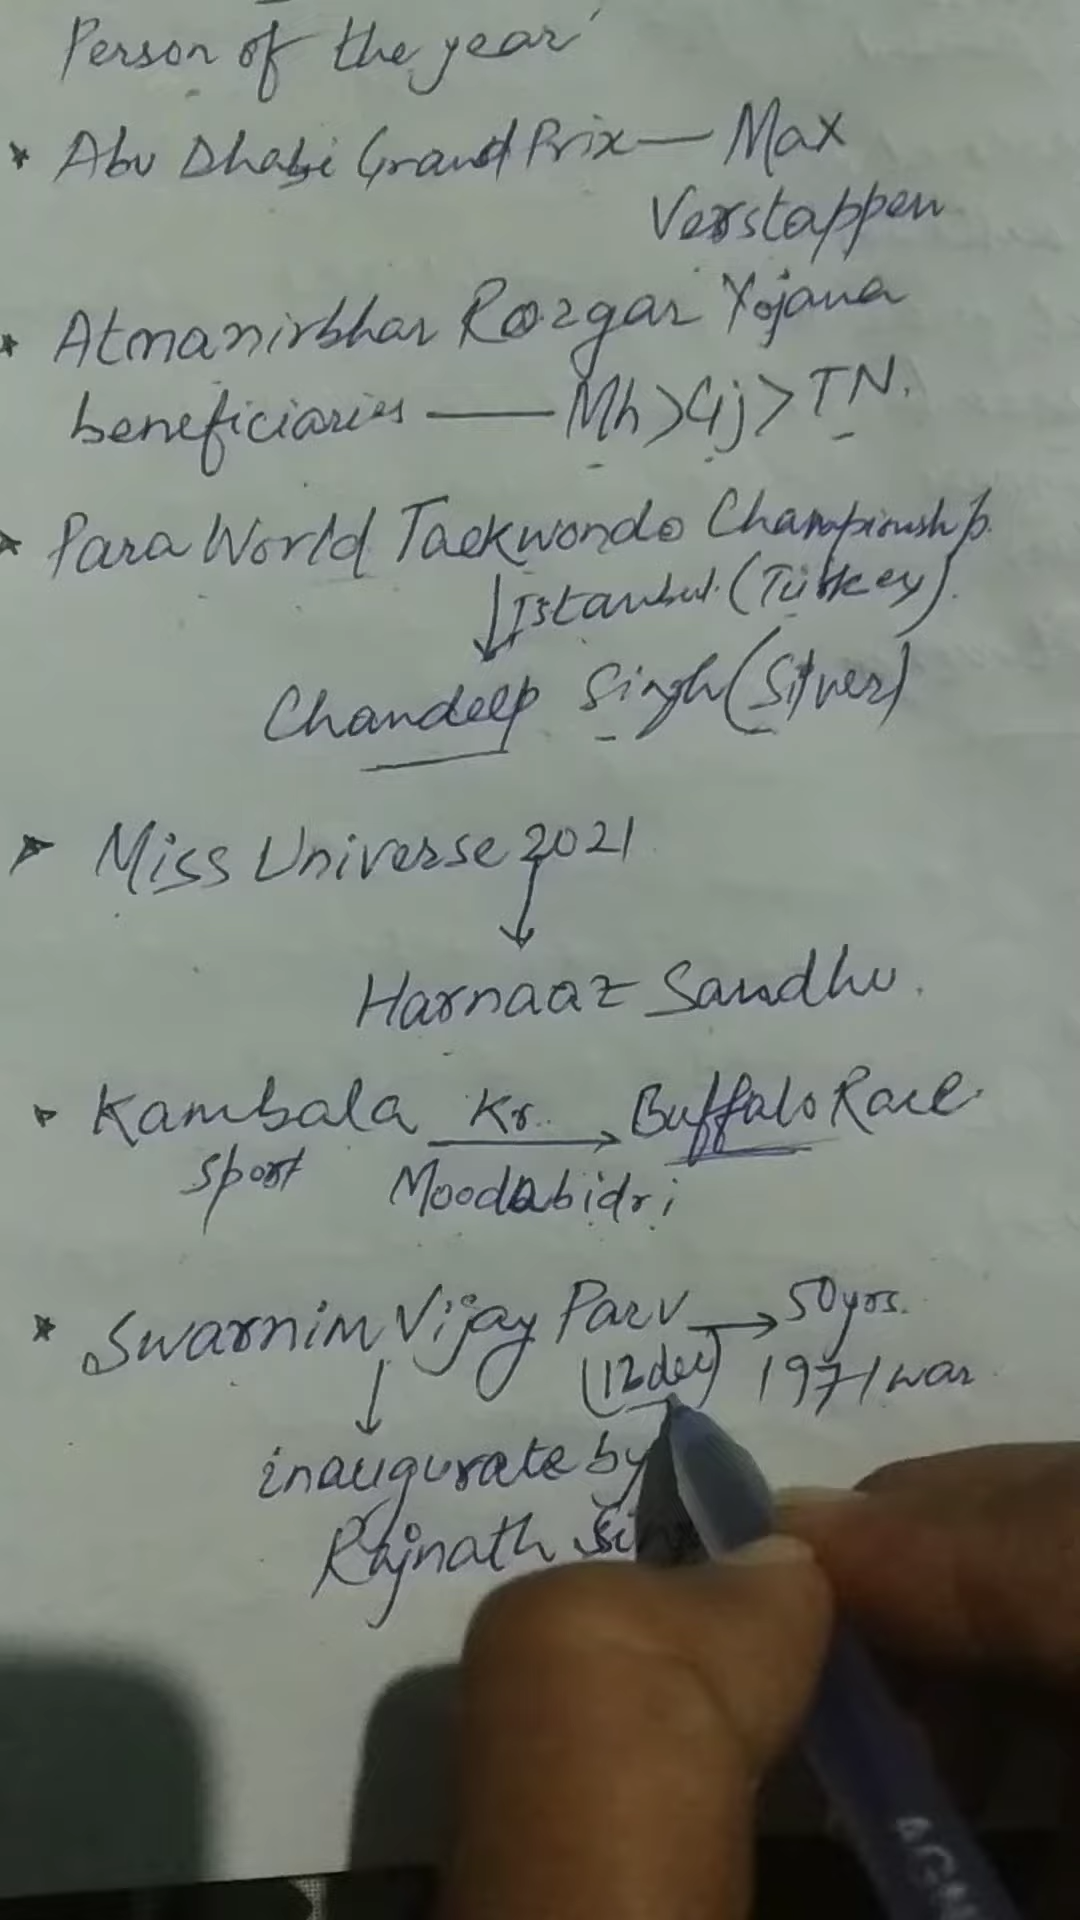 Person of the year'
* Abu Dhabi Grand Prix — Max
Verstappen
* Atmanirbhar Rozgar Yojana
beneficiaries — Mh > Gj > TN.
Para World Taekwondo Championship.
↓ Istanbul. (Turkey).
Chandeep Singh (Silver)
Miss Universe 2021
↓
Harnaaz Sandhu.
Kambala Kr. → Buffalo Race.
sport Moodabidri
* Swarnim Vijay Parv → 50 yrs.
↓ (12 dec) 1971 war
inaugurate by
Rajnath